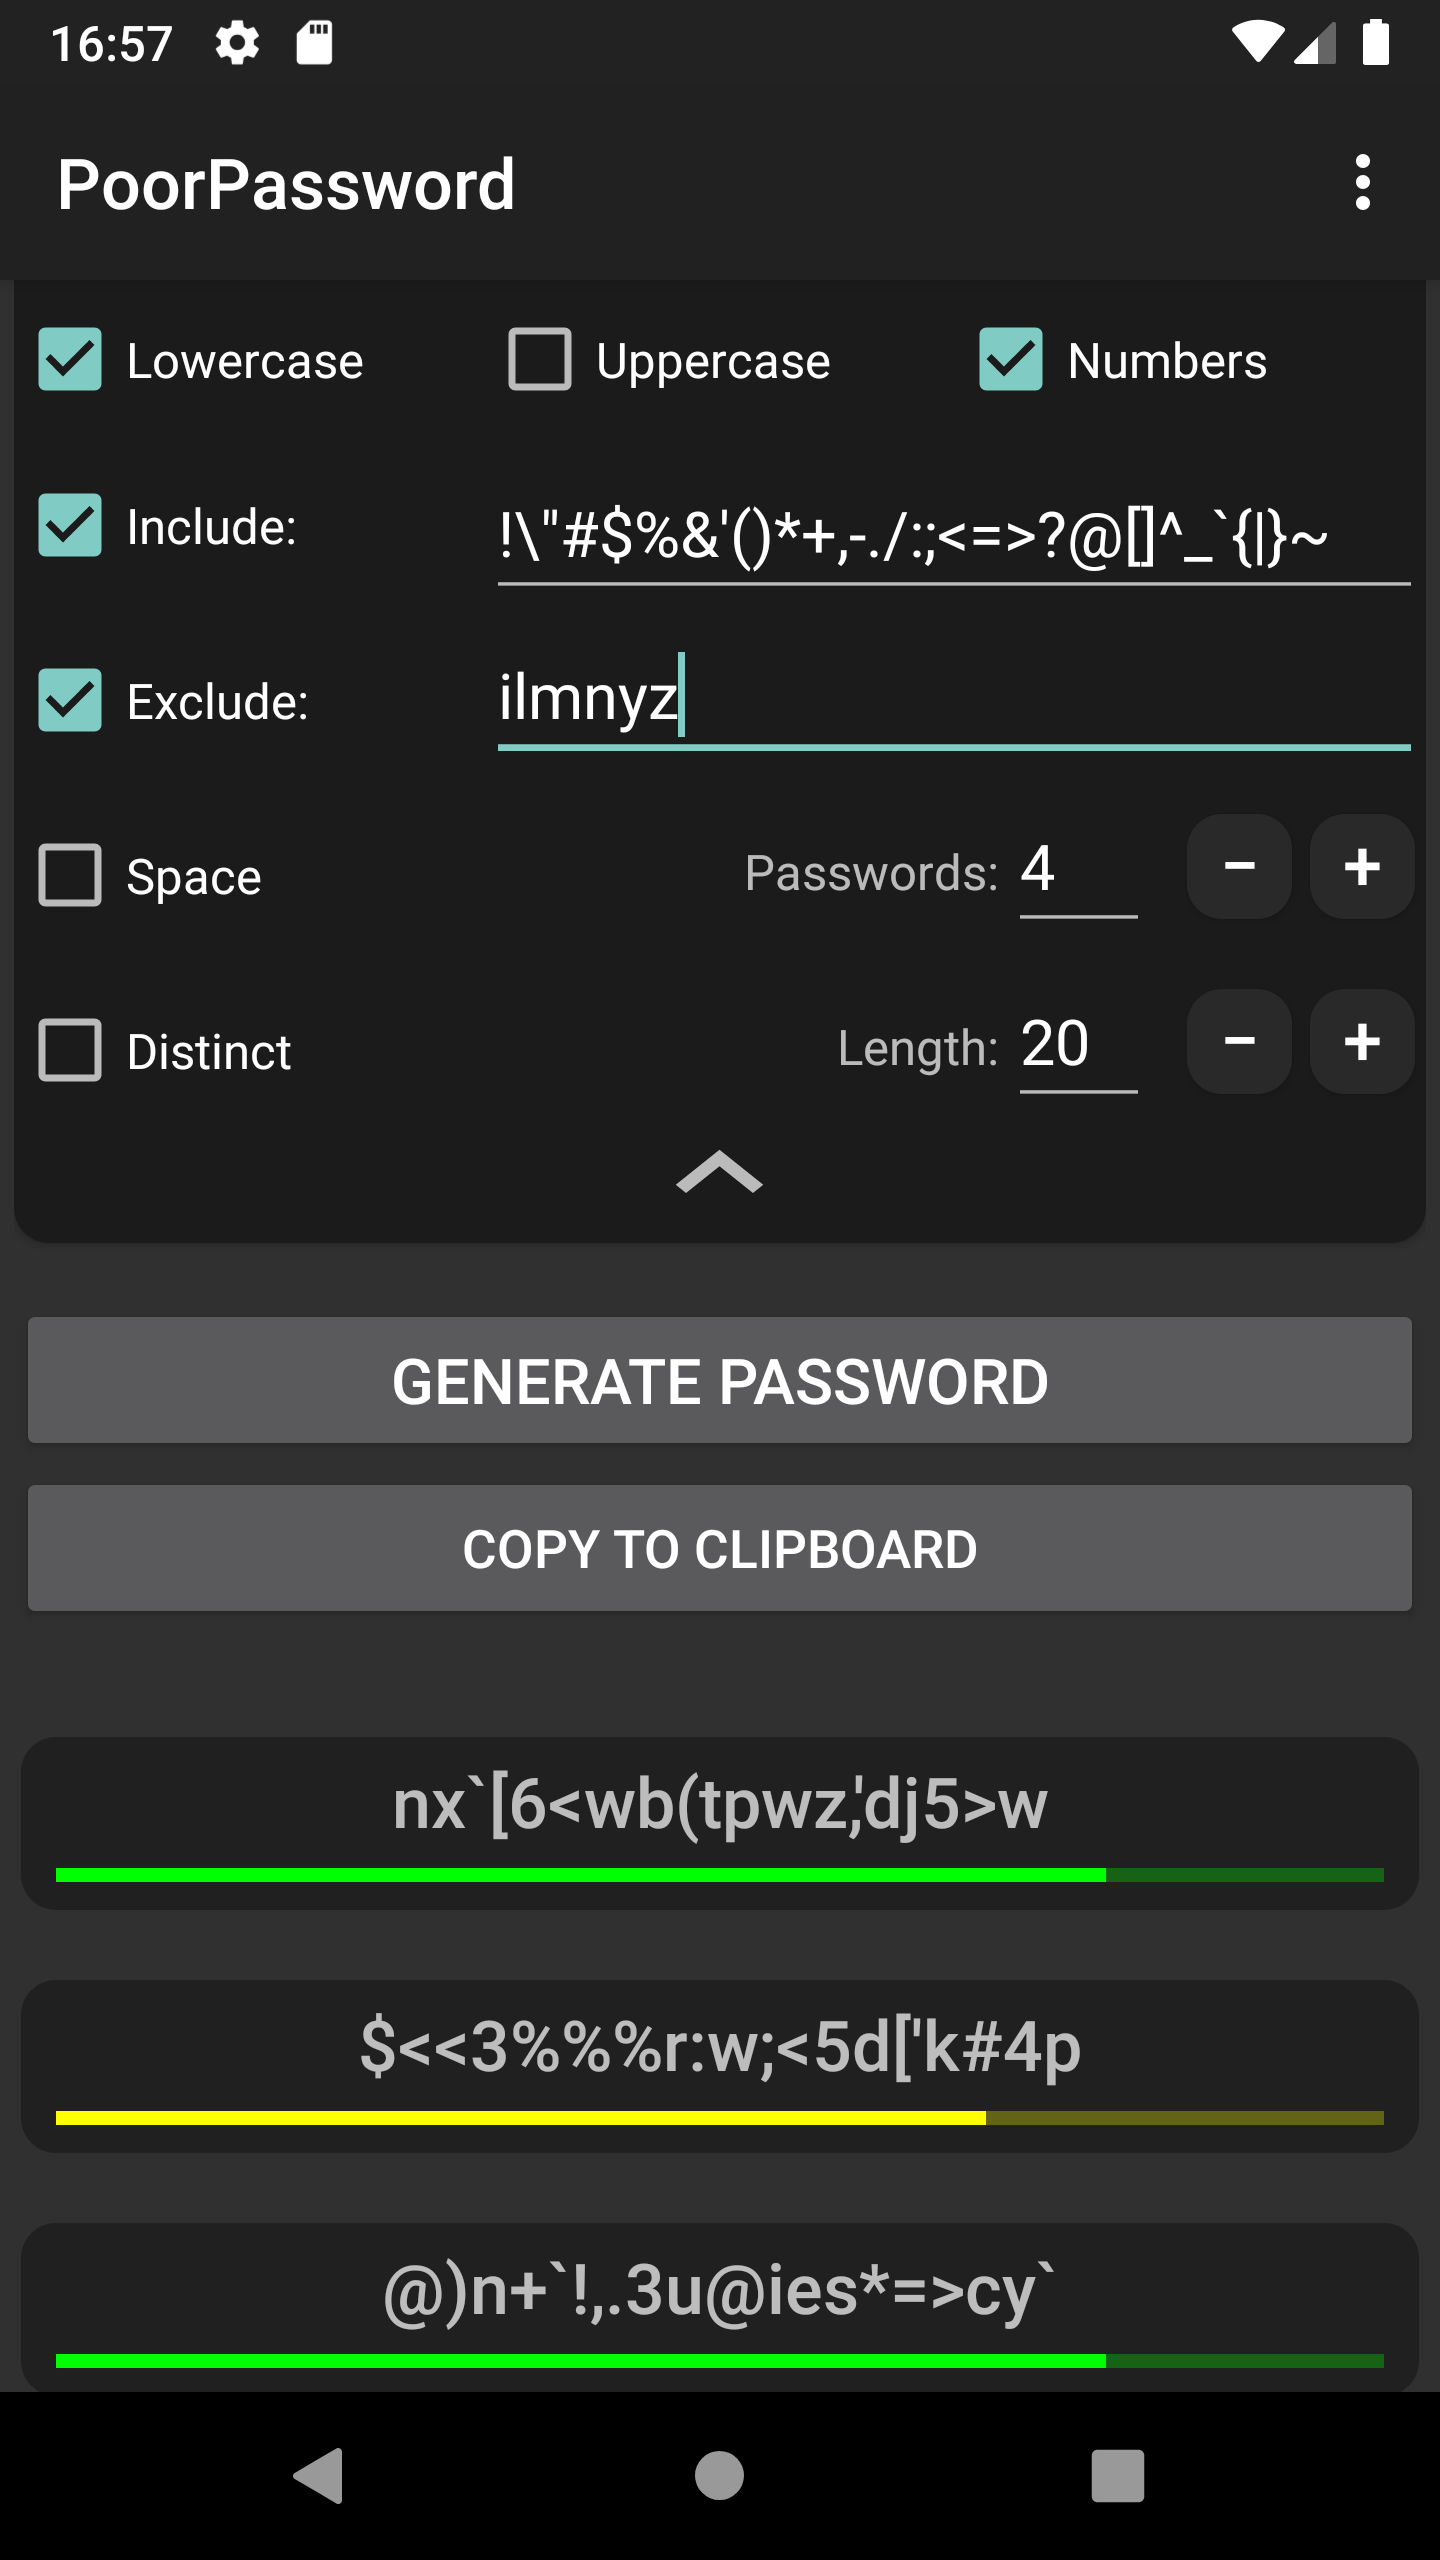 16:57
PoorPassword
Lowercase Uppercase Numbers
Include: !\"#$%&'()*+,-./:;<=>?@[]^_`{|}~
Exclude: ilmnyz
Space Passwords: 4 − +
Distinct Length: 20 − +
GENERATE PASSWORD
COPY TO CLIPBOARD
nx`[6<wb(tpwz,'dj5>w
$<<3%%%r:w;<5d['k#4p
@)n+`!,.3u@ies*=>cy`